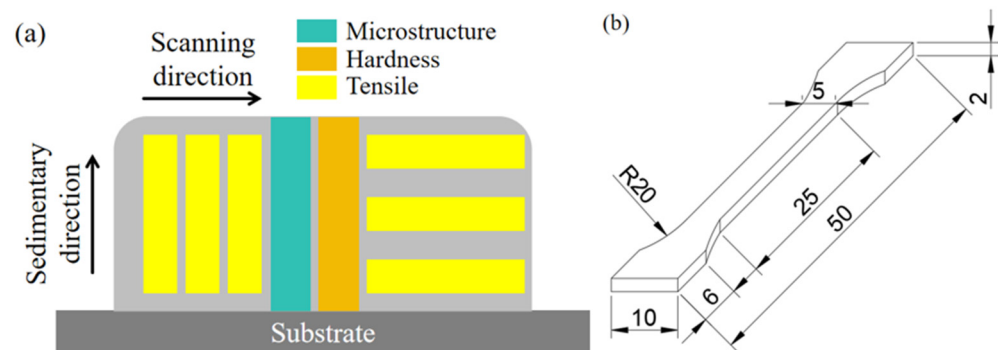 (a)
Scanning
direction
Microstructure
Hardness
Tensile
Sedimentary
direction
Substrate
(b)
5
2
R20
25
50
6
10